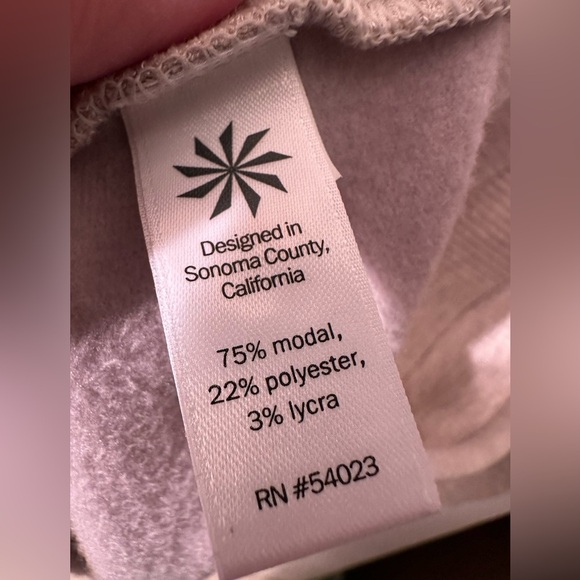 Designed in
Sonoma County,
California
75% modal,
22% polyester,
3% lycra
RN #54023